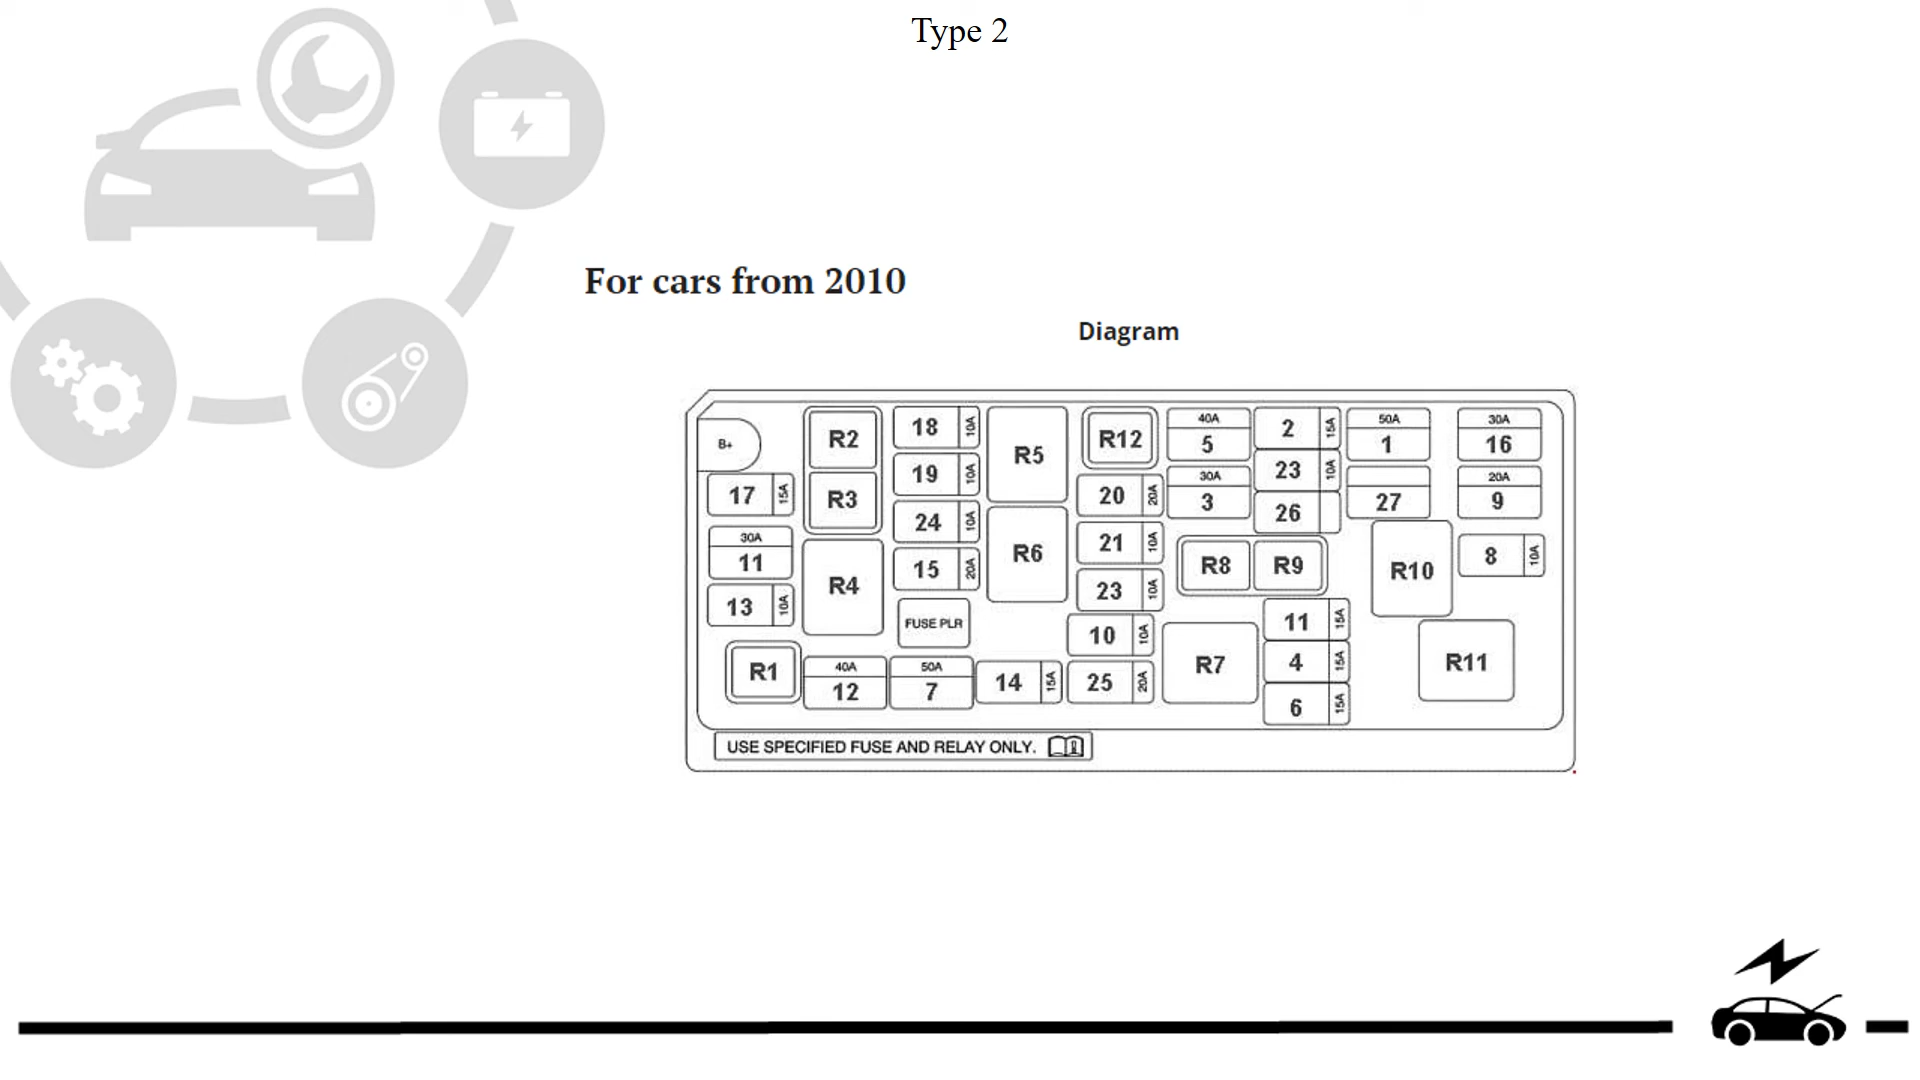 Type 2
For cars from 2010
Diagram
B+
17 15A
30A
11
13 10A
R1
R2
R3
R4
40A
12
18 10A
19 10A
24 10A
15 20A
FUSE PLR
50A
7
R5
R6
14 15A
R12
20 20A
21 10A
23 10A
10 10A
25 20A
40A
5
30A
3
2 15A
23 10A
26
R8 R9
R7
11 15A
4 15A
6 15A
50A
1
27
R10
R11
30A
16
20A
9
8 10A
USE SPECIFIED FUSE AND RELAY ONLY.